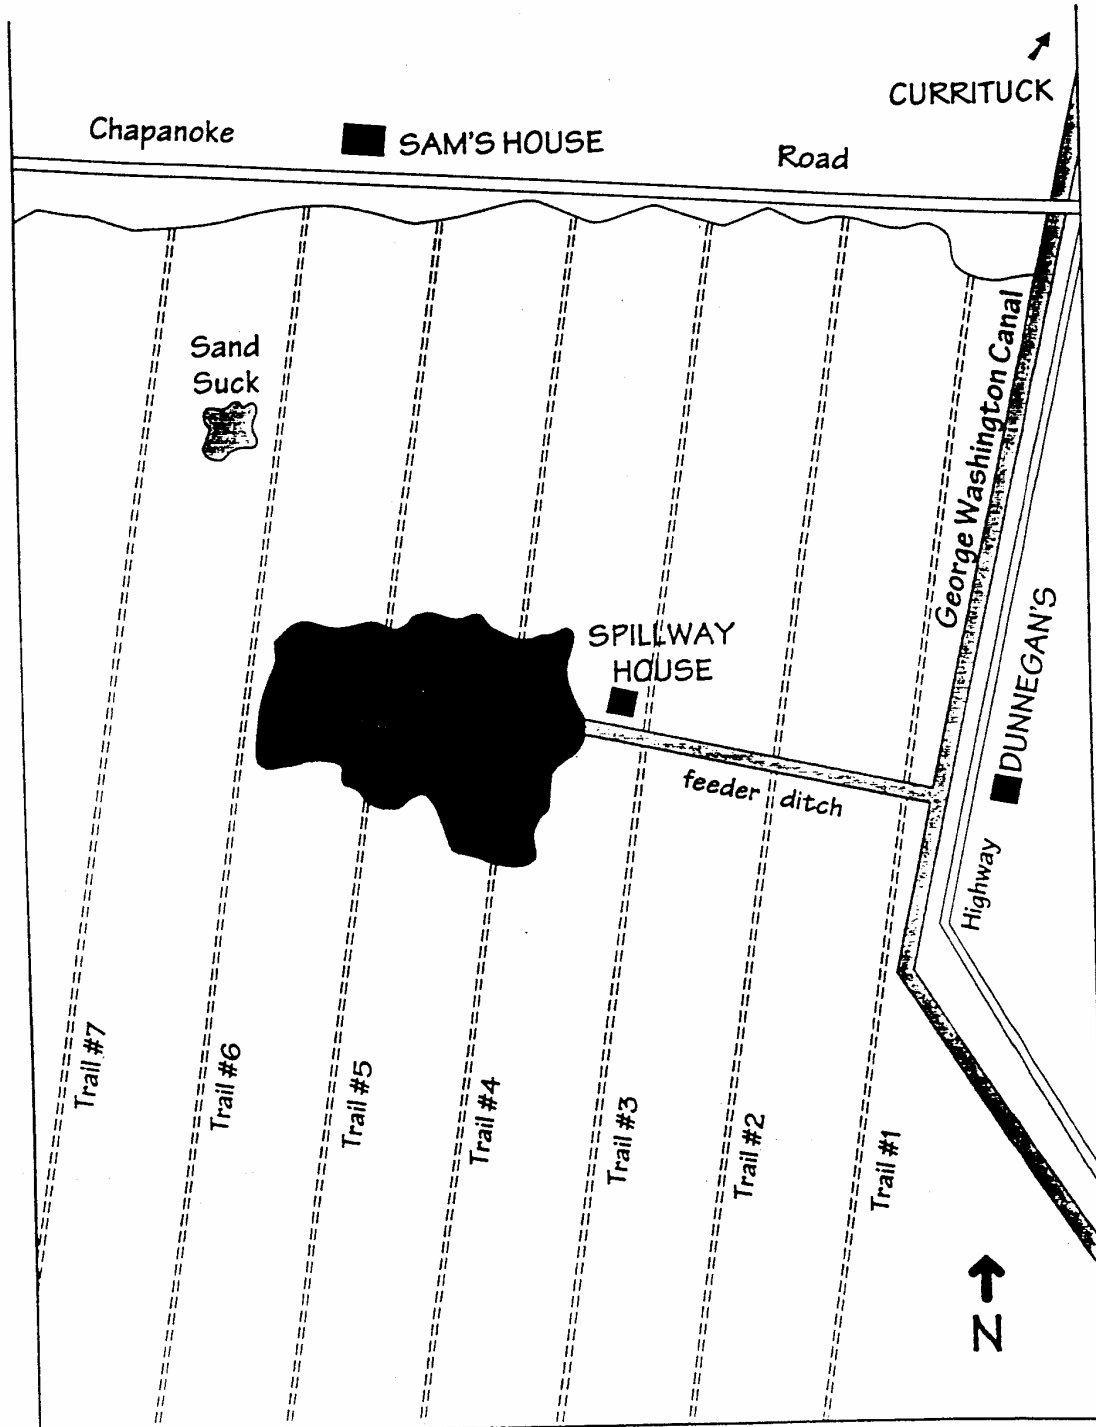 CURRITUCK
Chapanoke
SAM'S HOUSE
Road
Sand
Suck
George Washington Canal
SPILLWAY
HOUSE
DUNNEGAN'S
feeder ditch
Highway
Trail #7
Trail #6
Trail #5
Trail #4
Trail #3
Trail #2
Trail #1
N